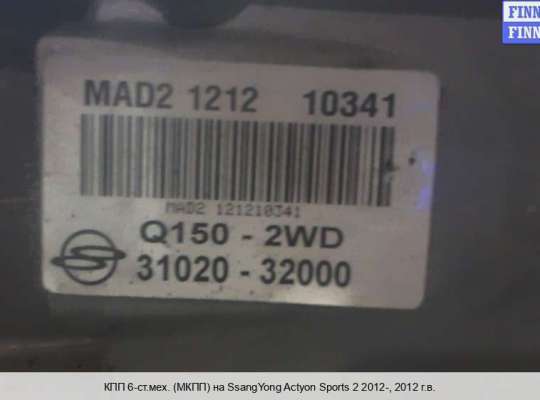 FINN
FINN
MAD2 1212 10341
MAD2 121210341
Q150 - 2WD
31020 - 32000
КПП 6-ст.мех. (МКПП) на SsangYong Actyon Sports 2 2012-, 2012 г.в.